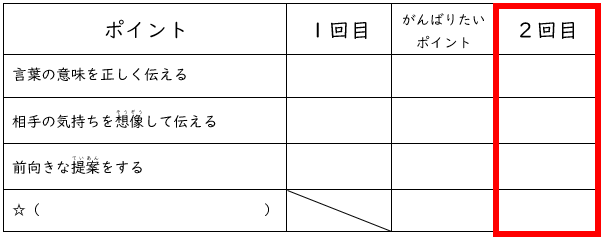 ポイント １回目 がんばりたい ポイント ２回目
言葉の意味を正しく伝える
相手の気持ちを想像して伝える
そうぞう
前向きな提案をする
ていあん
☆（ ）